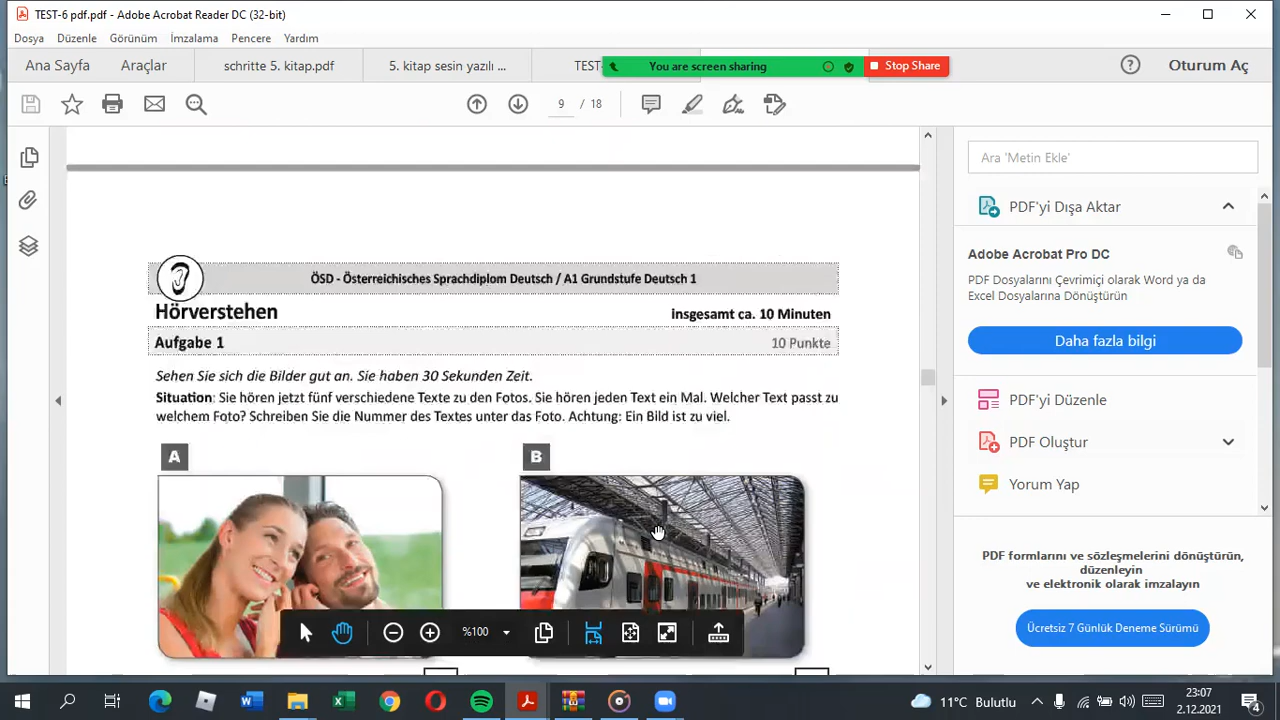 TEST-6 pdf.pdf - Adobe Acrobat Reader DC (32-bit)
Dosya Düzenle Görünüm İmzalama Pencere Yardım
Ana Sayfa Araçlar schritte 5. kitap.pdf 5. kitap sesin yazılı ... TEST-
You are screen sharing Stop Share
Oturum Aç
9 / 18
Ara 'Metin Ekle'
PDF'yi Dışa Aktar
Adobe Acrobat Pro DC
PDF Dosyalarını Çevrimiçi olarak Word ya da
Excel Dosyalarına Dönüştürün
Daha fazla bilgi
PDF'yi Düzenle
PDF Oluştur
Yorum Yap
PDF formlarını ve sözleşmelerini dönüştürün,
düzenleyin
ve elektronik olarak imzalayın
Ücretsiz 7 Günlük Deneme Sürümü
ÖSD - Österreichisches Sprachdiplom Deutsch / A1 Grundstufe Deutsch 1
Hörverstehen insgesamt ca. 10 Minuten
Aufgabe 1 10 Punkte
Sehen Sie sich die Bilder gut an. Sie haben 30 Sekunden Zeit.
Situation: Sie hören jetzt fünf verschiedene Texte zu den Fotos. Sie hören jeden Text ein Mal. Welcher Text passt zu
welchem Foto? Schreiben Sie die Nummer des Textes unter das Foto. Achtung: Ein Bild ist zu viel.
A B
%100
11°C Bulutlu
23:07
2.12.2021
4